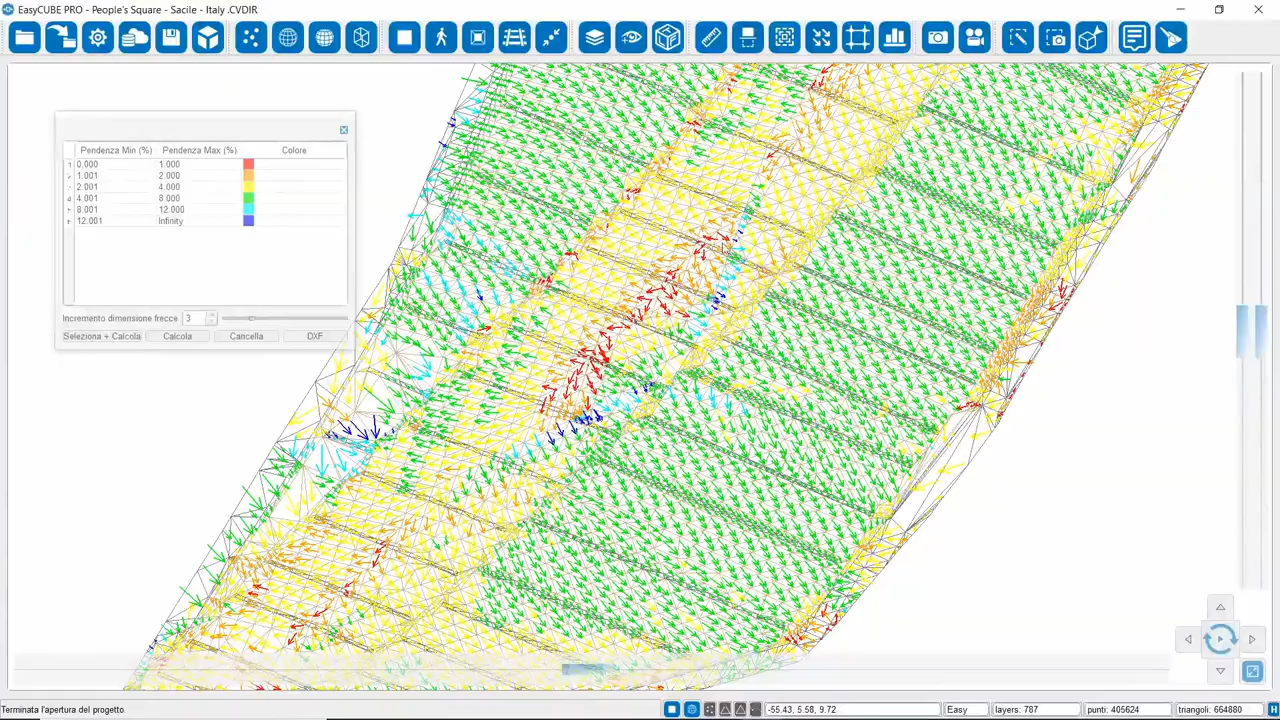 EasyCUBE PRO - People's Square - Sacile - Italy .CVDIR
Pendenza Min (%) Pendenza Max (%) Colore
0.000 1.000
1.001 2.000
2.001 4.000
4.001 8.000
8.001 12.000
12.001 Infinity
Incremento dimensione frecce 3
Seleziona + Calcola Calcola Cancella DXF
Terminata l'apertura del progetto. -55.43, 5.58, 9.72 Easy layers: 787 punti: 405624 triangoli: 664880 H